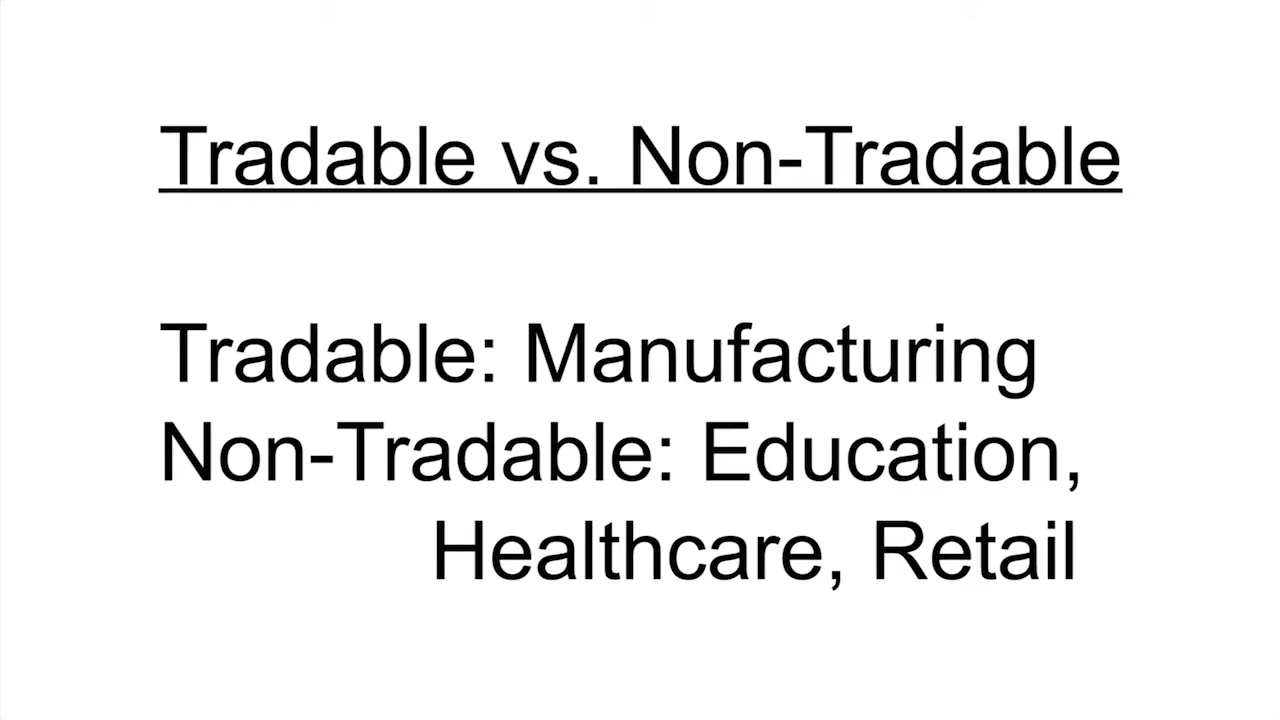 Tradable vs. Non-Tradable
Tradable: Manufacturing
Non-Tradable: Education,
Healthcare, Retail